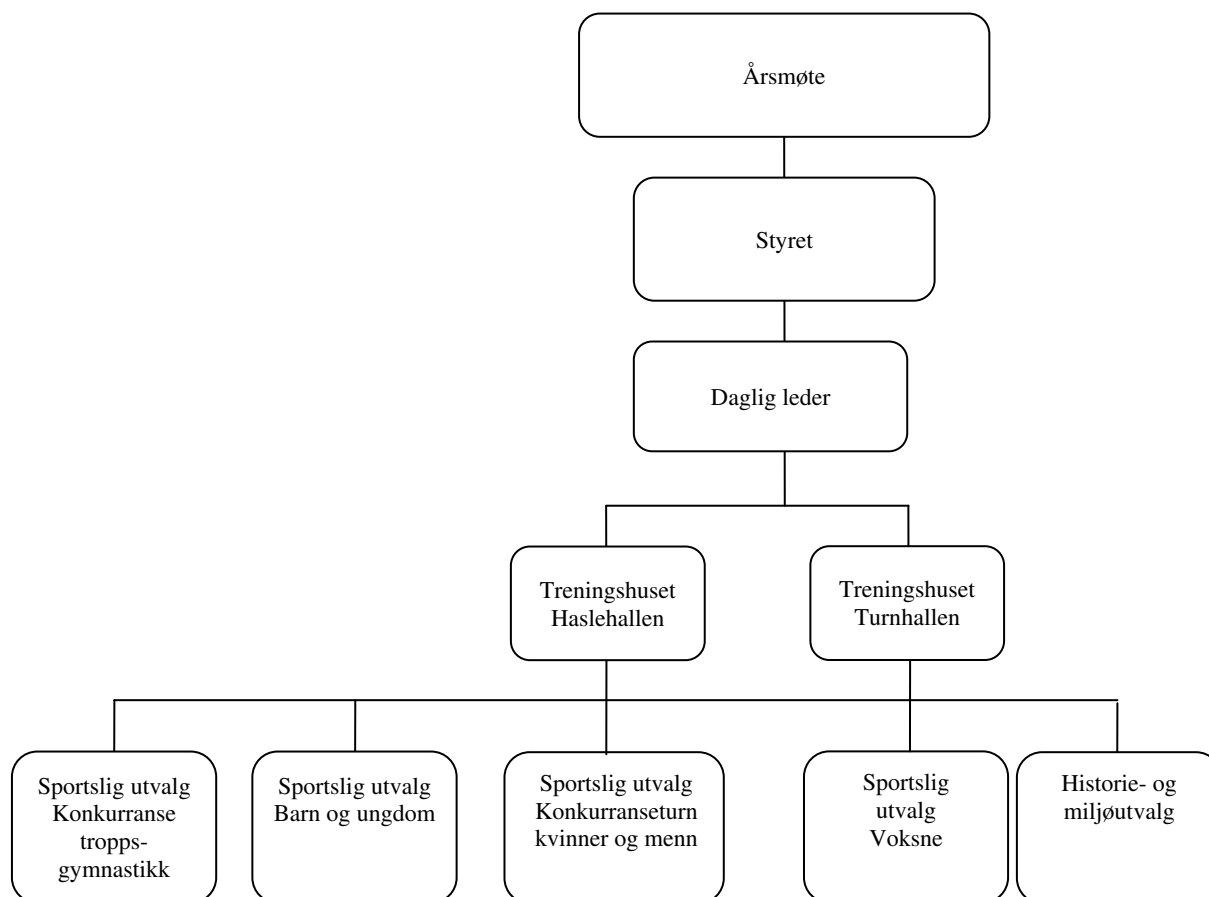 Årsmøte
Styret
Daglig leder
Treningshuset
Haslehallen
Treningshuset
Turnhallen
Sportslig utvalg
Konkurranse
tropps-
gymnastikk
Sportslig utvalg
Barn og ungdom
Sportslig utvalg
Konkurranseturn
kvinner og menn
Sportslig
utvalg
Voksne
Historie- og
miljøutvalg